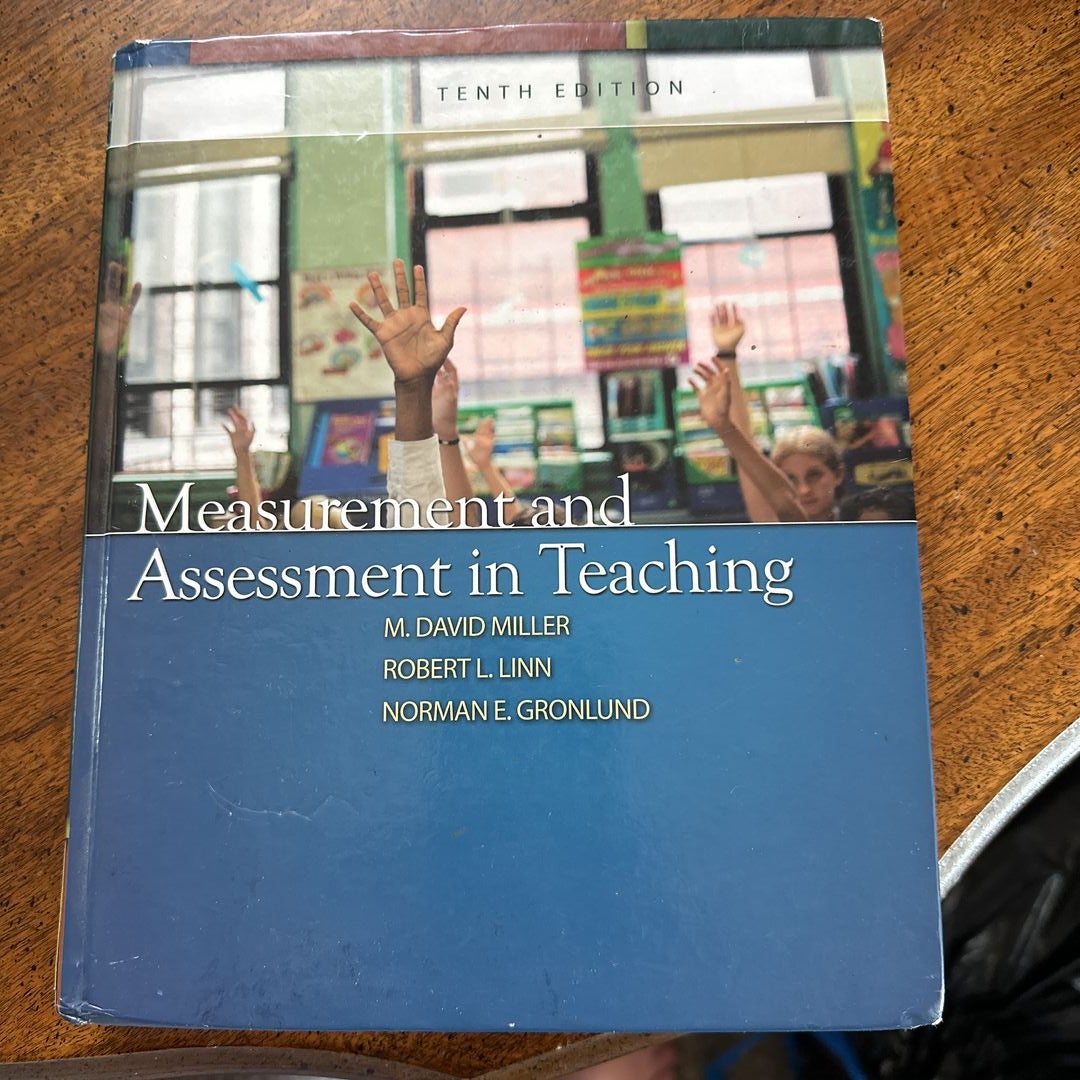 TENTH EDITION
Measurement and
Assessment in Teaching
M. DAVID MILLER
ROBERT L. LINN
NORMAN E. GRONLUND